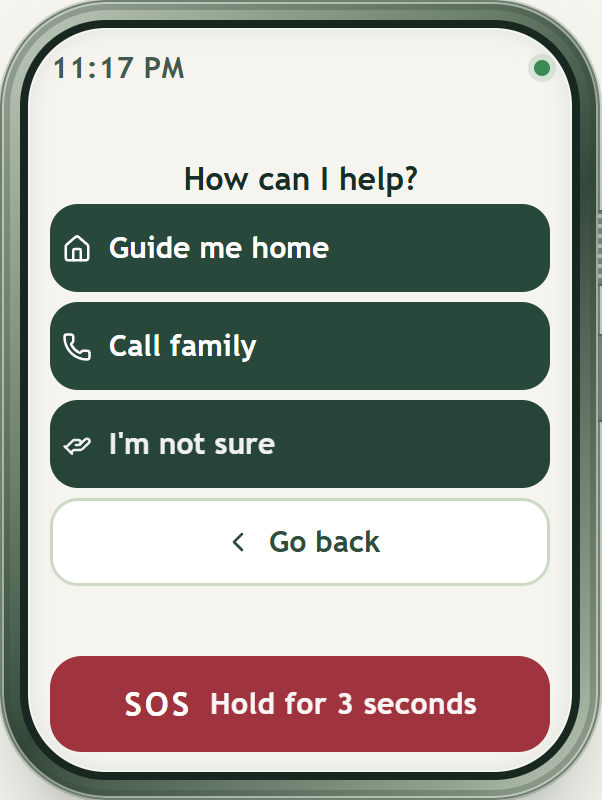 11:17 PM
How can I help?
Guide me home
Call family
I'm not sure
Go back
SOS Hold for 3 seconds